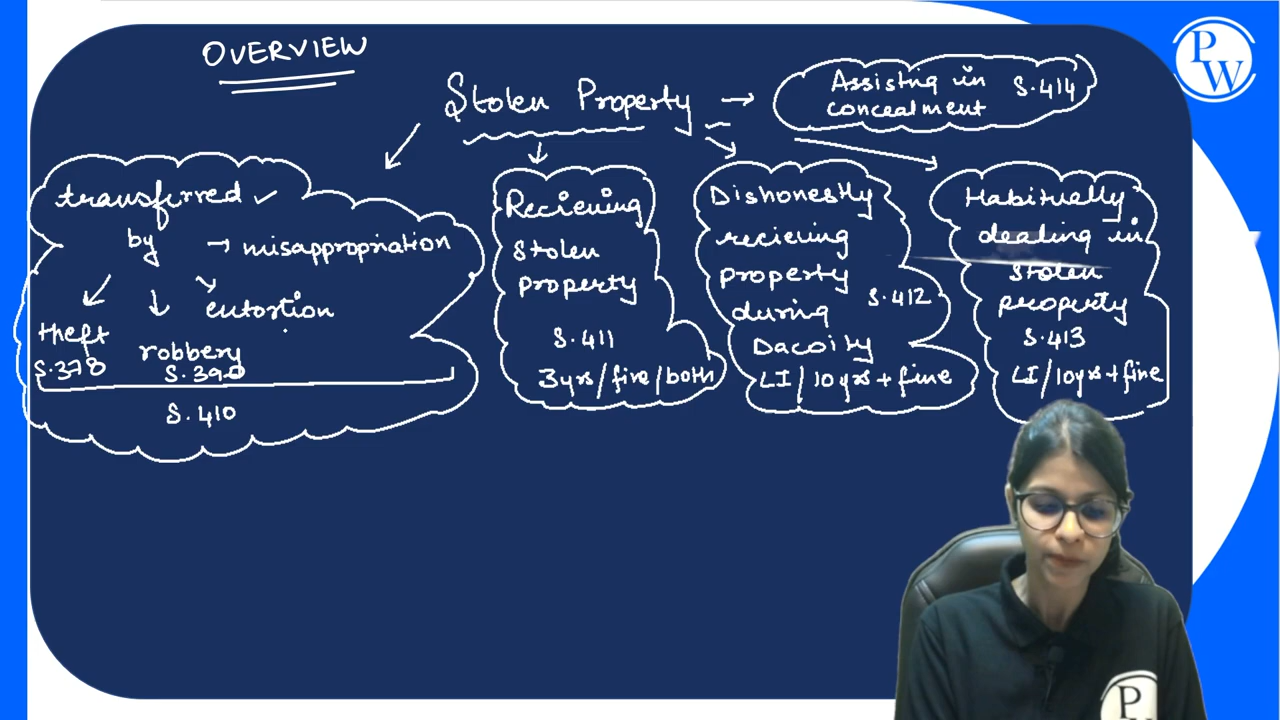 OVERVIEW
Stolen Property →
Assisting in S.414
concealment
transferred ✓
by
→ misappropriation
extortion
theft
S.378
robbery
S.390
S.410
Recieving
Stolen
property
S.411
3yrs/fine/both
Dishonestly
recieving
property
during S.412
Dacoity
LI/10yrs + fine
Habitually
dealing in
stolen
property
S.413
LI/10yrs + fine
P
W
P